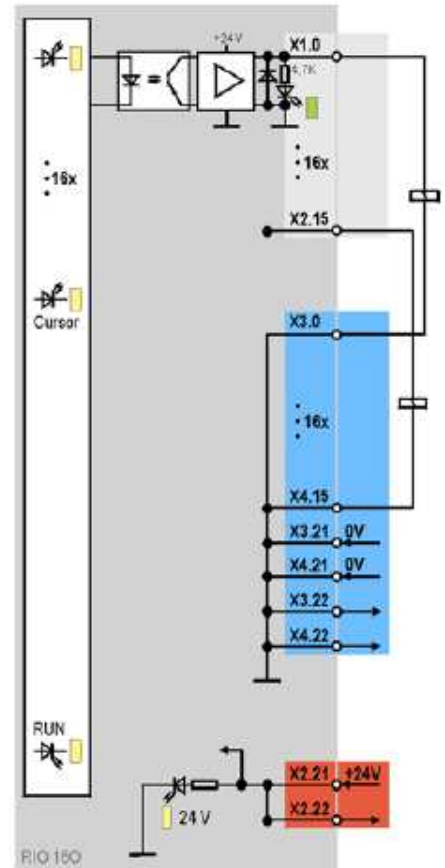 +24V
X1.0
4,7K
16x
16x
X2.15
Cursor
X3.0
16x
X4.15
X3.21 0V
X4.21 0V
X3.22
X4.22
RUN
X2.21 +24V
24 V
X2.22
RIO 16O